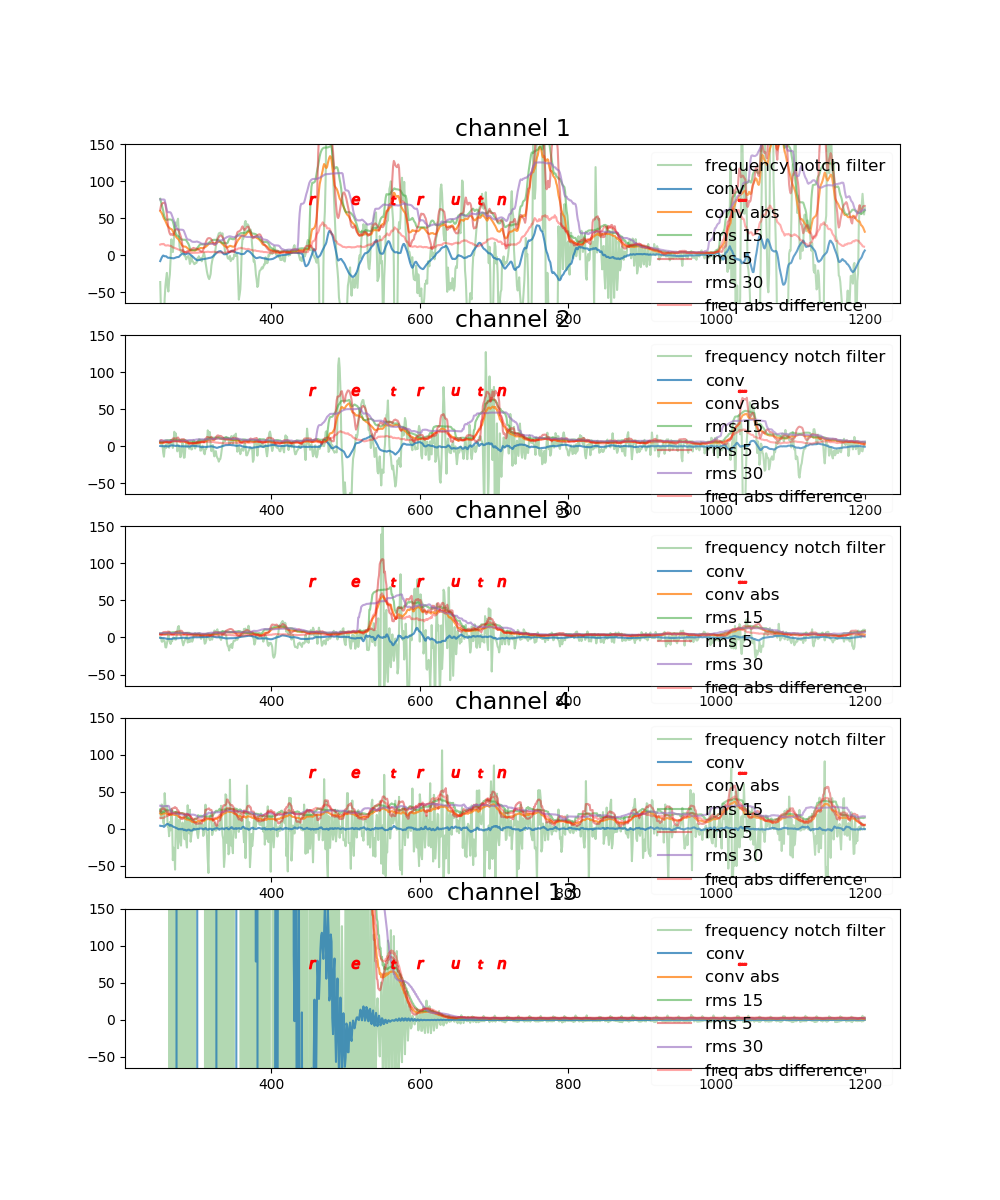 channel 1
150
100
50
0
−50
r e t r u t n -
frequency notch filter
conv
conv abs
rms 15
rms 5
rms 30
freq abs difference
400 600 800 1000 1200
channel 2
150
100
50
0
−50
r e t r u t n -
frequency notch filter
conv
conv abs
rms 15
rms 5
rms 30
freq abs difference
400 600 800 1000 1200
channel 3
150
100
50
0
−50
r e t r u t n -
frequency notch filter
conv
conv abs
rms 15
rms 5
rms 30
freq abs difference
400 600 800 1000 1200
channel 4
150
100
50
0
−50
r e t r u t n -
frequency notch filter
conv
conv abs
rms 15
rms 5
rms 30
freq abs difference
400 600 800 1000 1200
channel 13
150
100
50
0
−50
r e t r u t n -
frequency notch filter
conv
conv abs
rms 15
rms 5
rms 30
freq abs difference
400 600 800 1000 1200